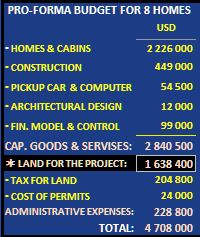 PRO-FORMA BUDGET FOR 8 HOMES
USD
- HOMES & CABINS 2 226 000
- CONSTRUCTION 449 000
- PICKUP CAR & COMPUTER 54 500
- ARCHITECTURAL DESIGN 12 000
- FIN. MODEL & CONTROL 99 000
CAP. GOODS & SERVISES: 2 840 500
* LAND FOR THE PROJECT: 1 638 400
- TAX FOR LAND 204 800
- COST OF PERMITS 24 000
ADMINISTRATIVE EXPENSES: 228 800
TOTAL: 4 708 000